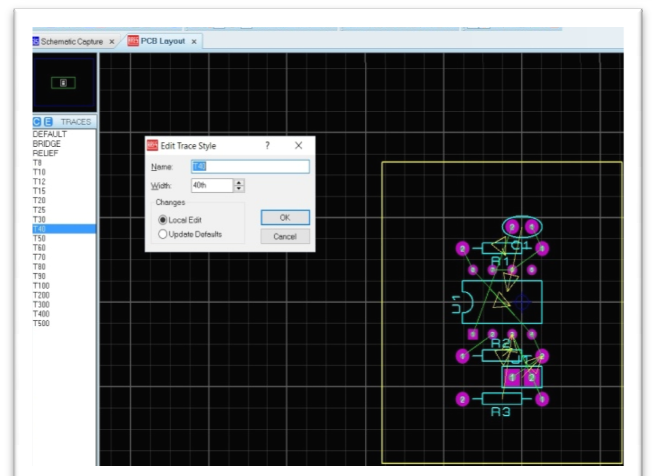 Schematic Capture × ARES PCB Layout ×
C E TRACES
DEFAULT
BRIDGE
RELIEF
T8
T10
T12
T15
T20
T25
T30
T40
T50
T60
T70
T80
T90
T100
T200
T300
T400
T500
Edit Trace Style ? ×
Name: T40
Width: 40th
Changes
Local Edit
Update Defaults
OK
Cancel
C1
R1
U1
R2
R3